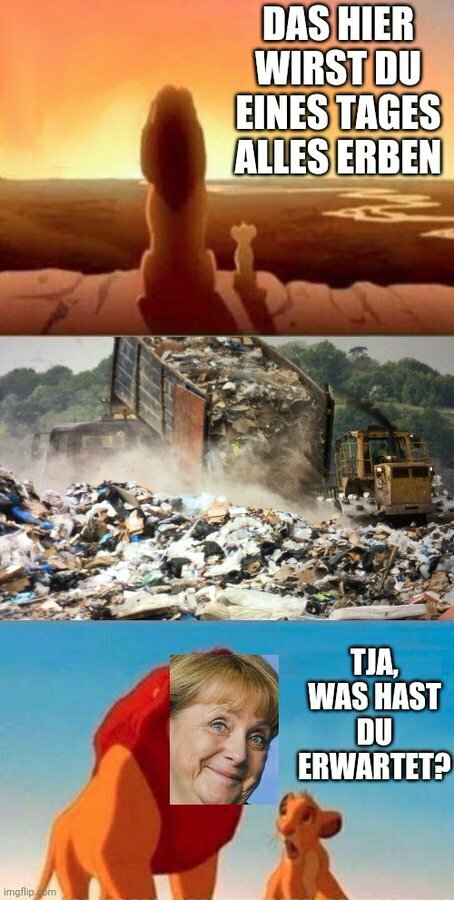 DAS HIER
WIRST DU
EINES TAGES
ALLES ERBEN
TJA,
WAS HAST
DU
ERWARTET?
imgflip.com